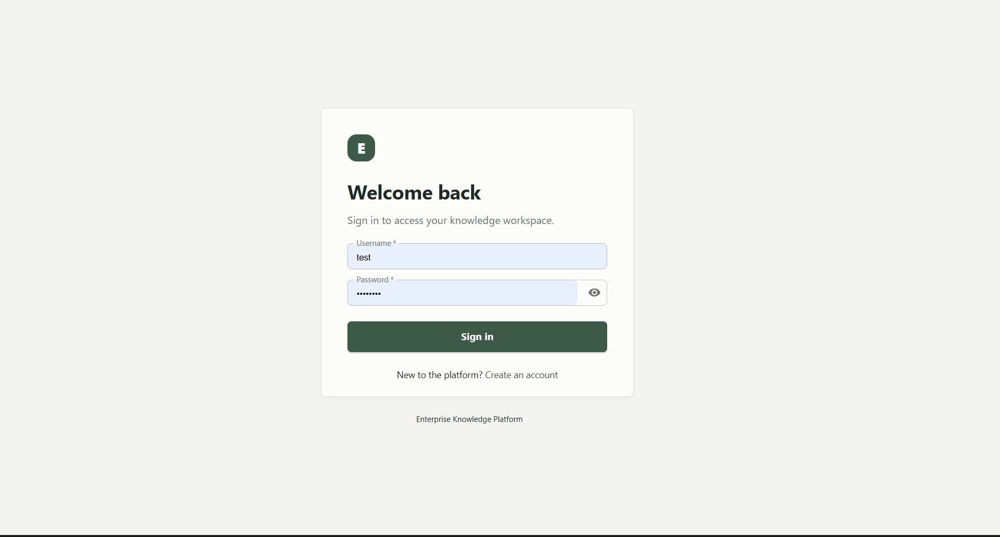 E
Welcome back
Sign in to access your knowledge workspace.
Username *
test
Password *
••••••••
Sign in
New to the platform? Create an account
Enterprise Knowledge Platform